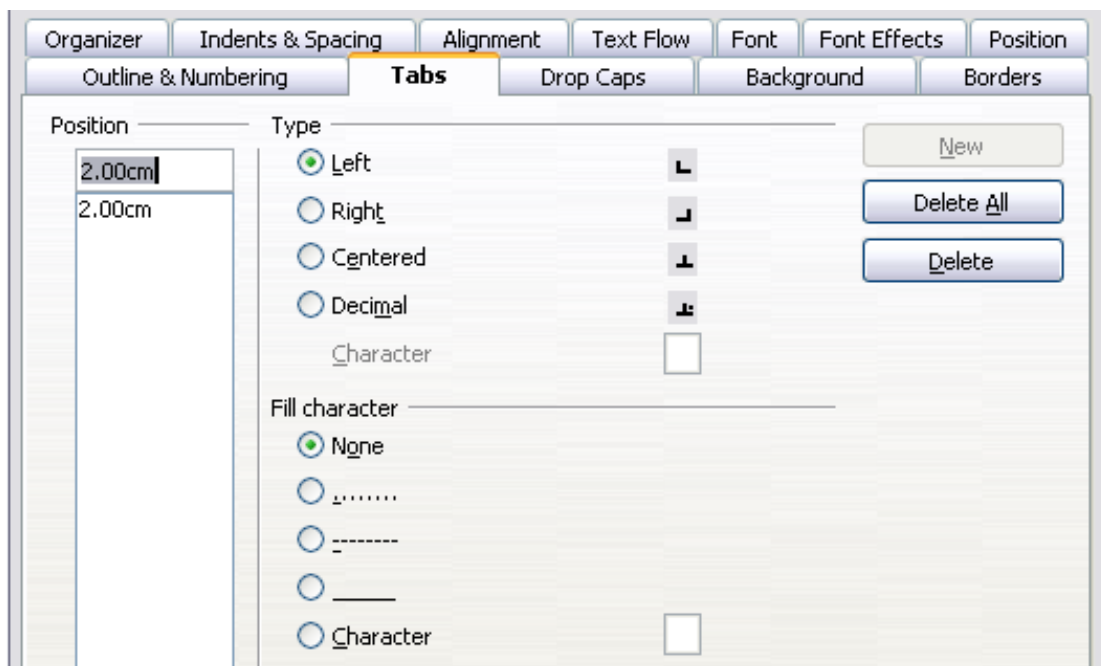 Organizer Indents & Spacing Alignment Text Flow Font Font Effects Position
Outline & Numbering Tabs Drop Caps Background Borders
Position Type
2.00cm Left New
2.00cm Right Delete All
Centered Delete
Decimal
Character
Fill character
None
........
--------
_____
Character